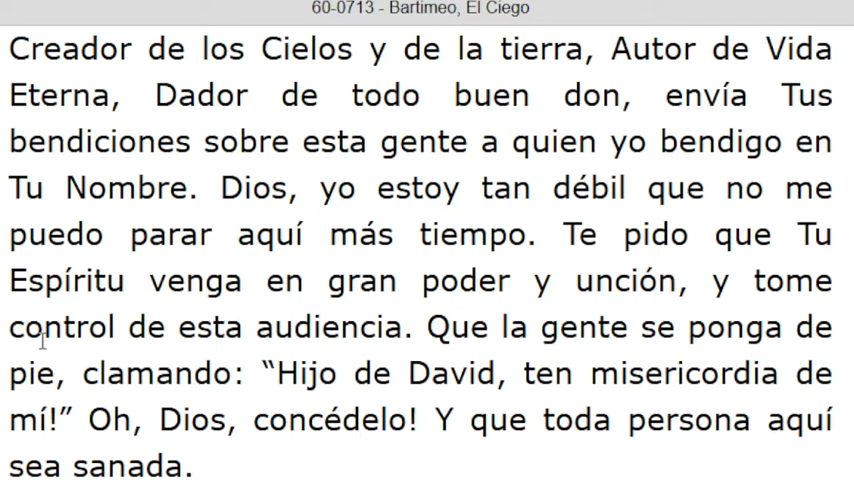 60-0713 - Bartimeo, El Ciego
Creador de los Cielos y de la tierra, Autor de Vida
Eterna, Dador de todo buen don, envía Tus
bendiciones sobre esta gente a quien yo bendigo en
Tu Nombre. Dios, yo estoy tan débil que no me
puedo parar aquí más tiempo. Te pido que Tu
Espíritu venga en gran poder y unción, y tome
control de esta audiencia. Que la gente se ponga de
pie, clamando: “Hijo de David, ten misericordia de
mí!” Oh, Dios, concédelo! Y que toda persona aquí
sea sanada.